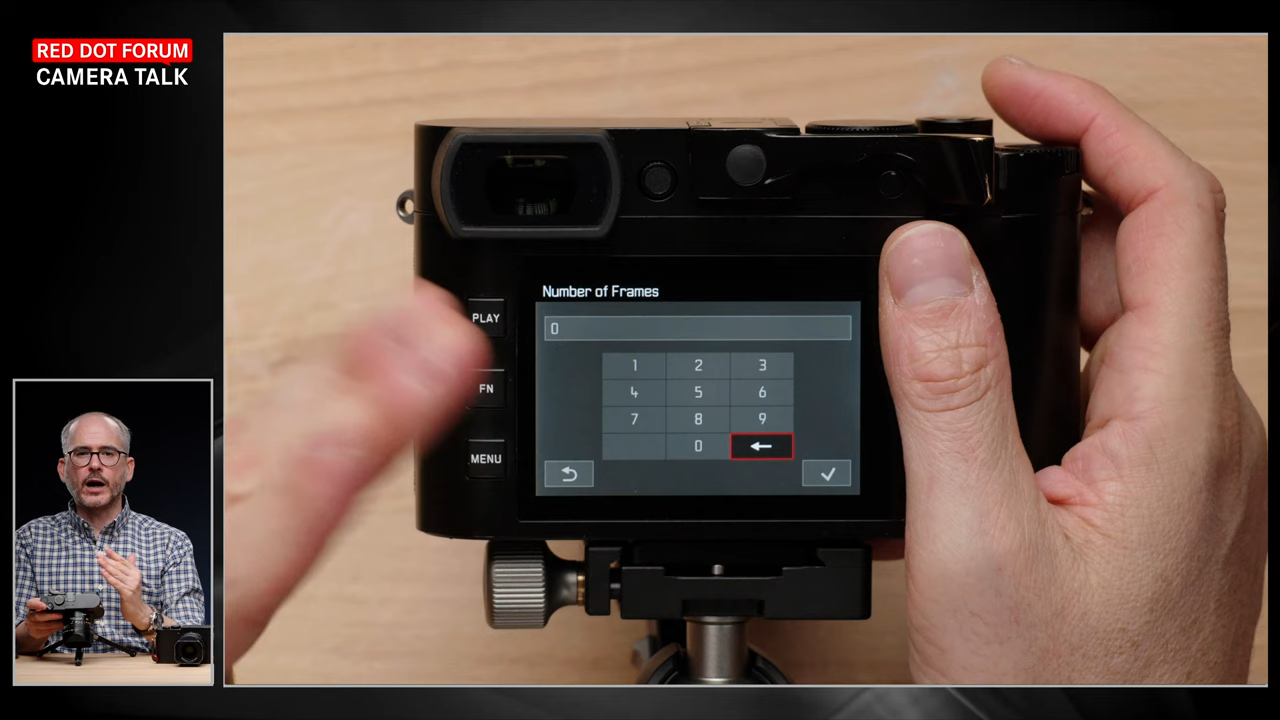 RED DOT FORUM
CAMERA TALK
Number of Frames
0
PLAY
1 2 3
FN
4 5 6
7 8 9
0
MENU